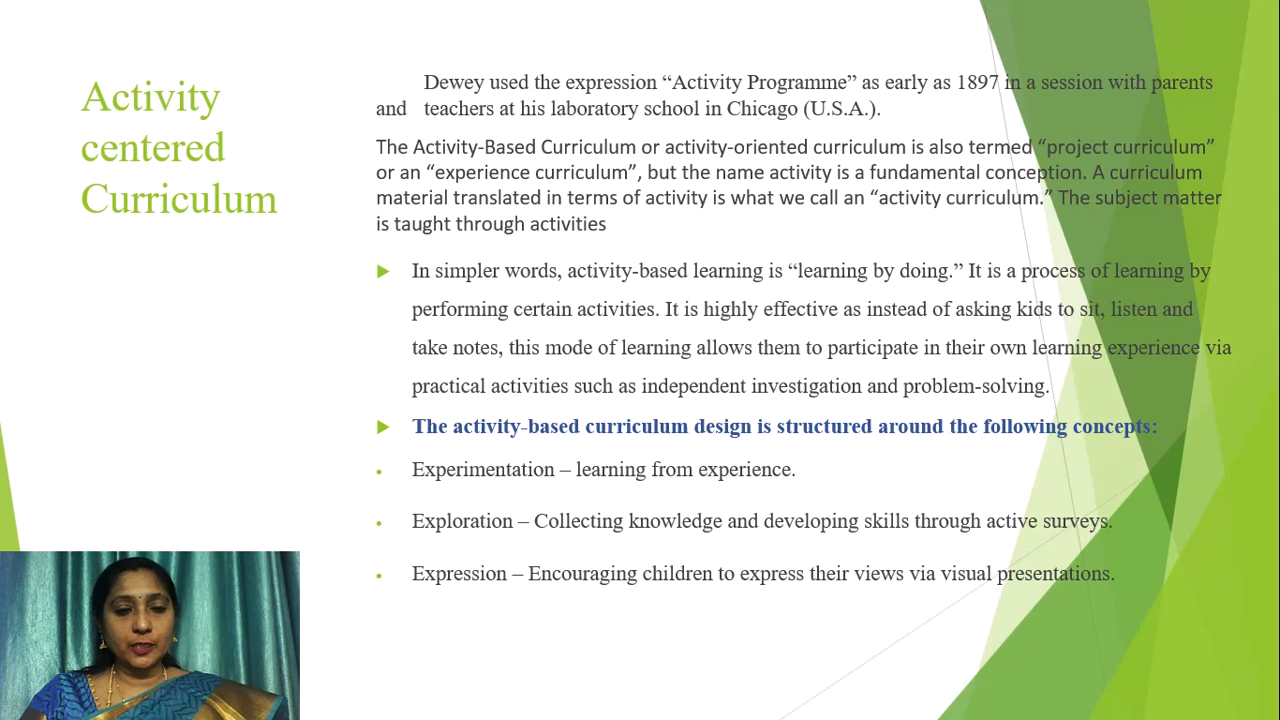 Activity
centered
Curriculum
Dewey used the expression “Activity Programme” as early as 1897 in a session with parents
and teachers at his laboratory school in Chicago (U.S.A.).
The Activity-Based Curriculum or activity-oriented curriculum is also termed “project curriculum”
or an “experience curriculum”, but the name activity is a fundamental conception. A curriculum
material translated in terms of activity is what we call an “activity curriculum.” The subject matter
is taught through activities
In simpler words, activity-based learning is “learning by doing.” It is a process of learning by
performing certain activities. It is highly effective as instead of asking kids to sit, listen and
take notes, this mode of learning allows them to participate in their own learning experience via
practical activities such as independent investigation and problem-solving.
The activity-based curriculum design is structured around the following concepts:
Experimentation – learning from experience.
Exploration – Collecting knowledge and developing skills through active surveys.
Expression – Encouraging children to express their views via visual presentations.